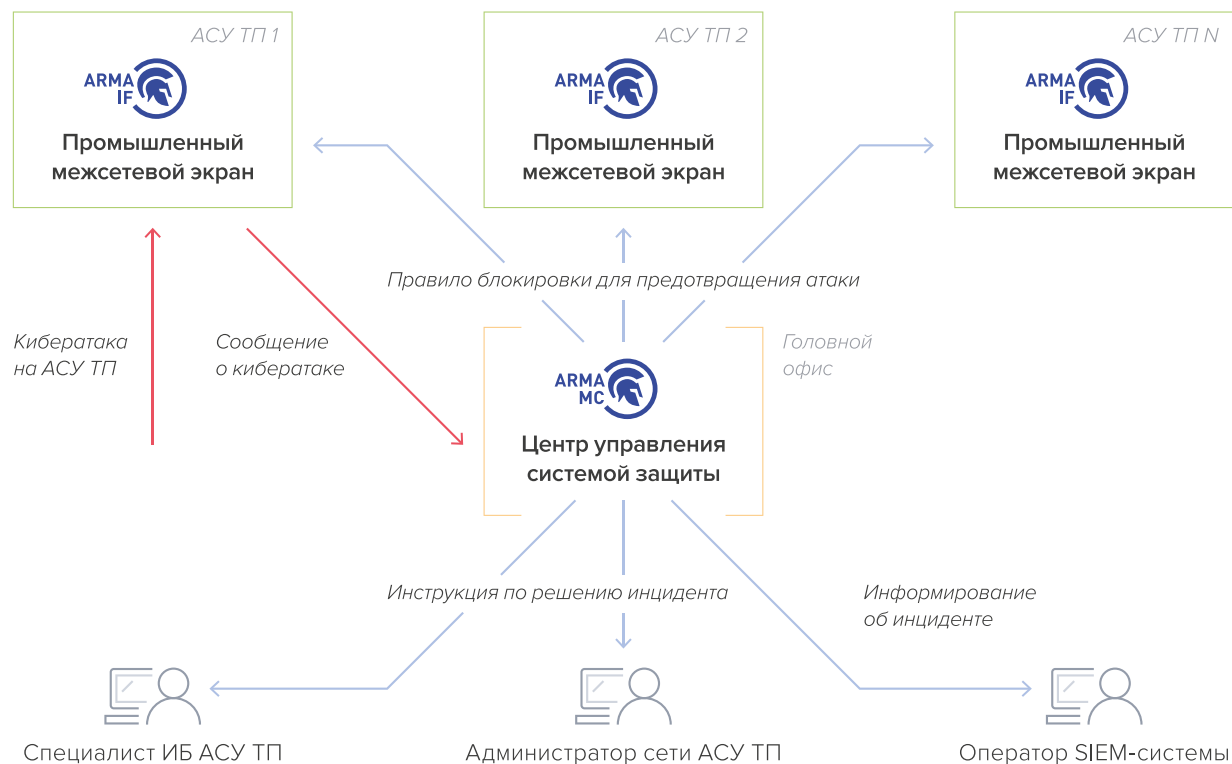 АСУ ТП 1
ARMA
IF
Промышленный
межсетевой экран
АСУ ТП 2
ARMA
IF
Промышленный
межсетевой экран
АСУ ТП N
ARMA
IF
Промышленный
межсетевой экран
Правило блокировки для предотвращения атаки
Кибератака
на АСУ ТП
Сообщение
о кибератаке
ARMA
MC
Центр управления
системой защиты
Головной
офис
Инструкция по решению инцидента
Информирование
об инциденте
Специалист ИБ АСУ ТП
Администратор сети АСУ ТП
Оператор SIEM-системы